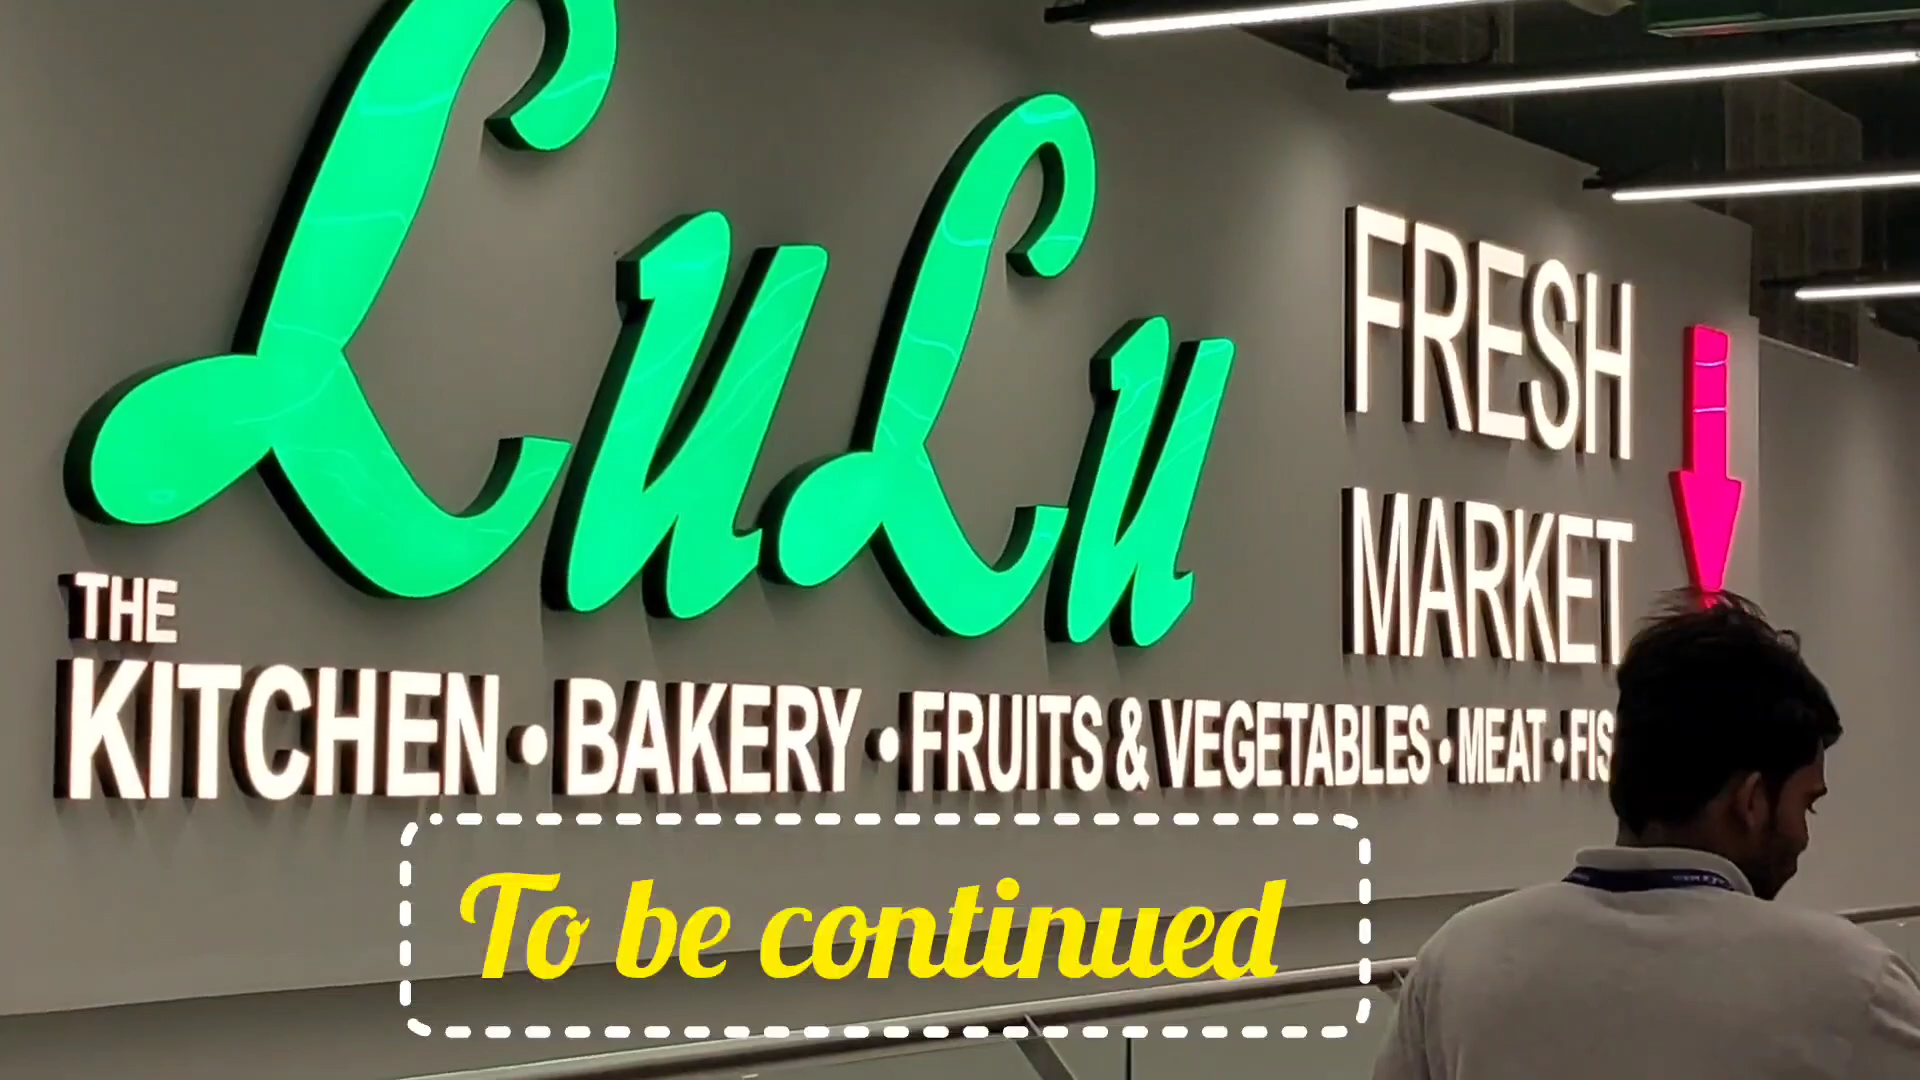 LuLu
FRESH
MARKET
THE
KITCHEN • BAKERY • FRUITS & VEGETABLES • MEAT • FIS
To be continued